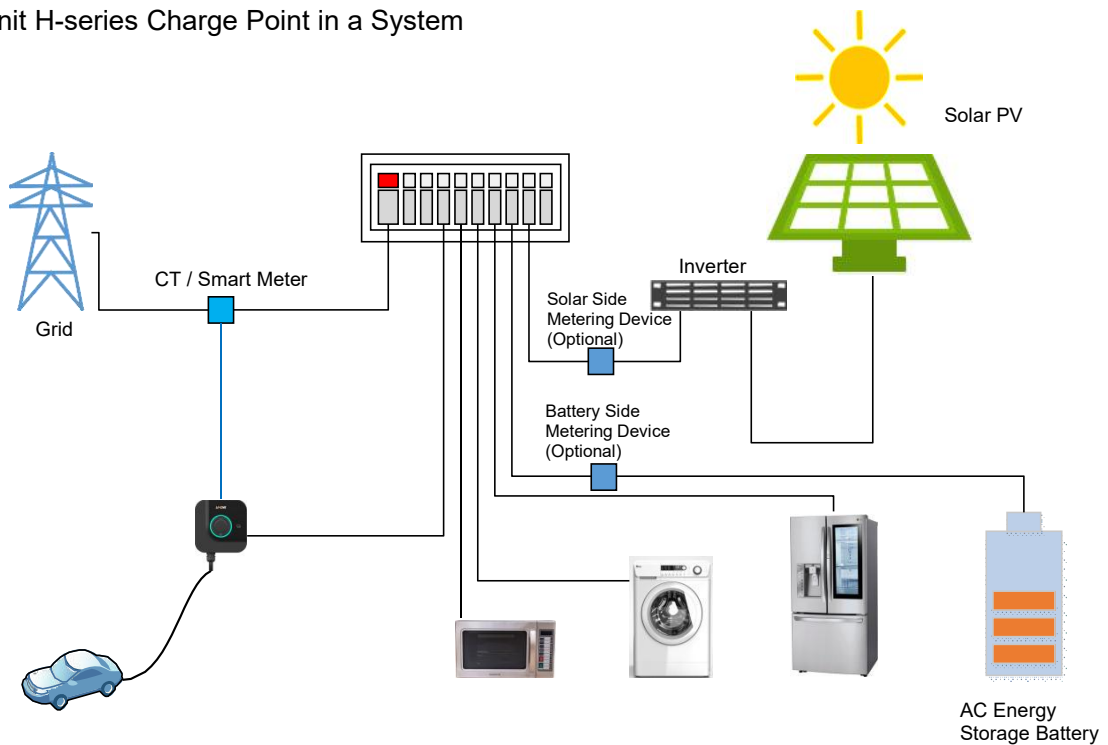 nit H-series Charge Point in a System
Solar PV
CT / Smart Meter
Grid
Inverter
Solar Side
Metering Device
(Optional)
Battery Side
Metering Device
(Optional)
AC Energy
Storage Battery